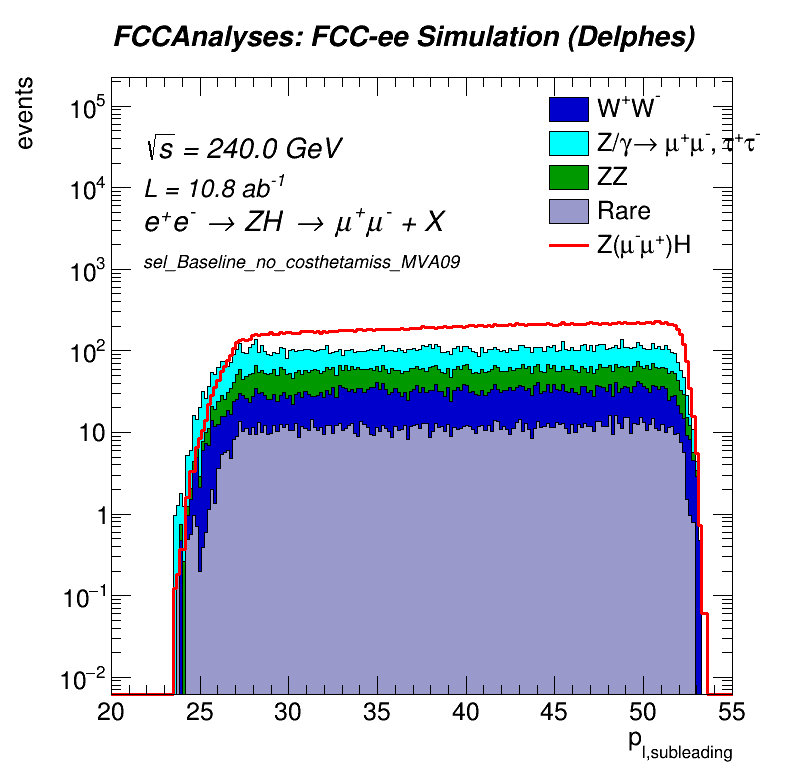 FCCAnalyses: FCC-ee Simulation (Delphes)
events
√s = 240.0 GeV
L = 10.8 ab⁻¹
e⁺e⁻ → ZH → μ⁺μ⁻ + X
sel_Baseline_no_costhetamiss_MVA09
W⁺W⁻
Z/γ→ μ⁺μ⁻, τ⁺τ⁻
ZZ
Rare
Z(μ⁻μ⁺)H
10⁵
10⁴
10³
10²
10
1
10⁻¹
10⁻²
20 25 30 35 40 45 50 55
p l,subleading